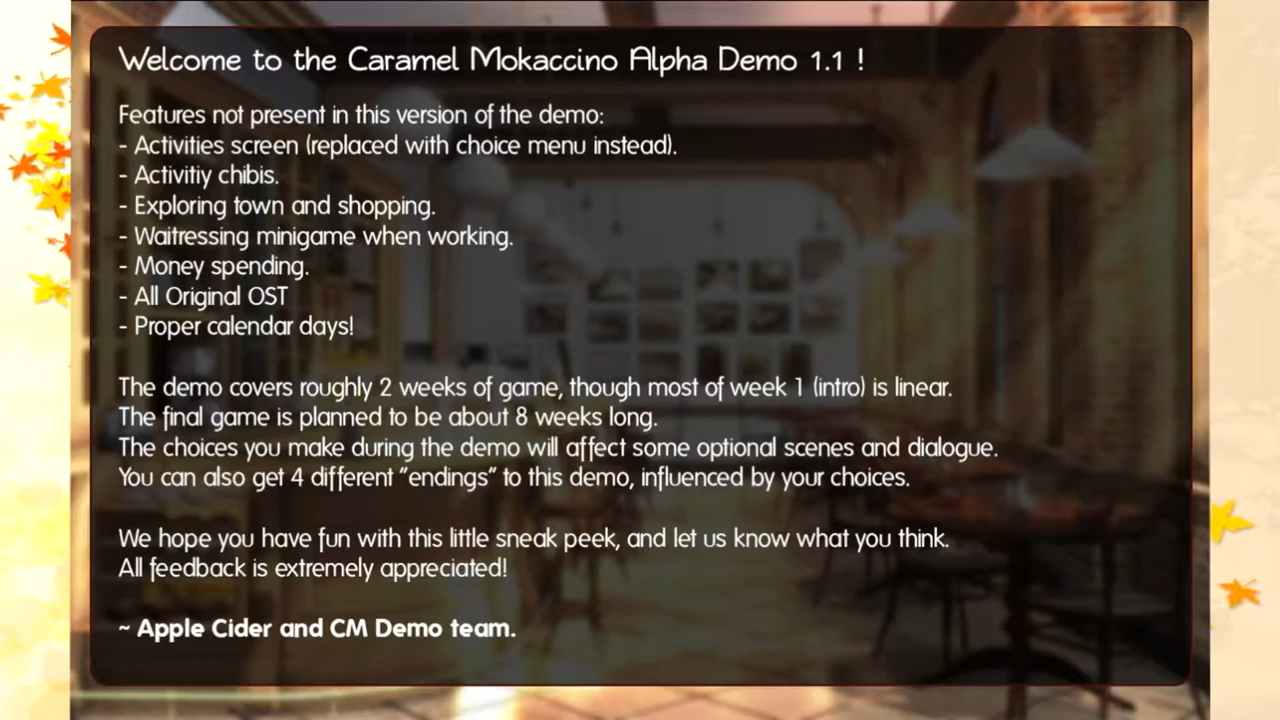 Welcome to the Caramel Mokaccino Alpha Demo 1.1 !
Features not present in this version of the demo:
- Activities screen (replaced with choice menu instead).
- Activitiy chibis.
- Exploring town and shopping.
- Waitressing minigame when working.
- Money spending.
- All Original OST
- Proper calendar days!
The demo covers roughly 2 weeks of game, though most of week 1 (intro) is linear.
The final game is planned to be about 8 weeks long.
The choices you make during the demo will affect some optional scenes and dialogue.
You can also get 4 different "endings" to this demo, influenced by your choices.
We hope you have fun with this little sneak peek, and let us know what you think.
All feedback is extremely appreciated!
~ Apple Cider and CM Demo team.